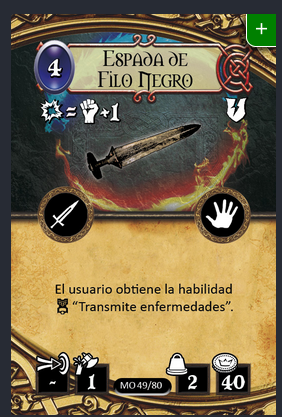 +
4
Espada de
Filo Negro
= +1
El usuario obtiene la habilidad
“Transmite enfermedades”.
~ 1 MO 49/80 2 40